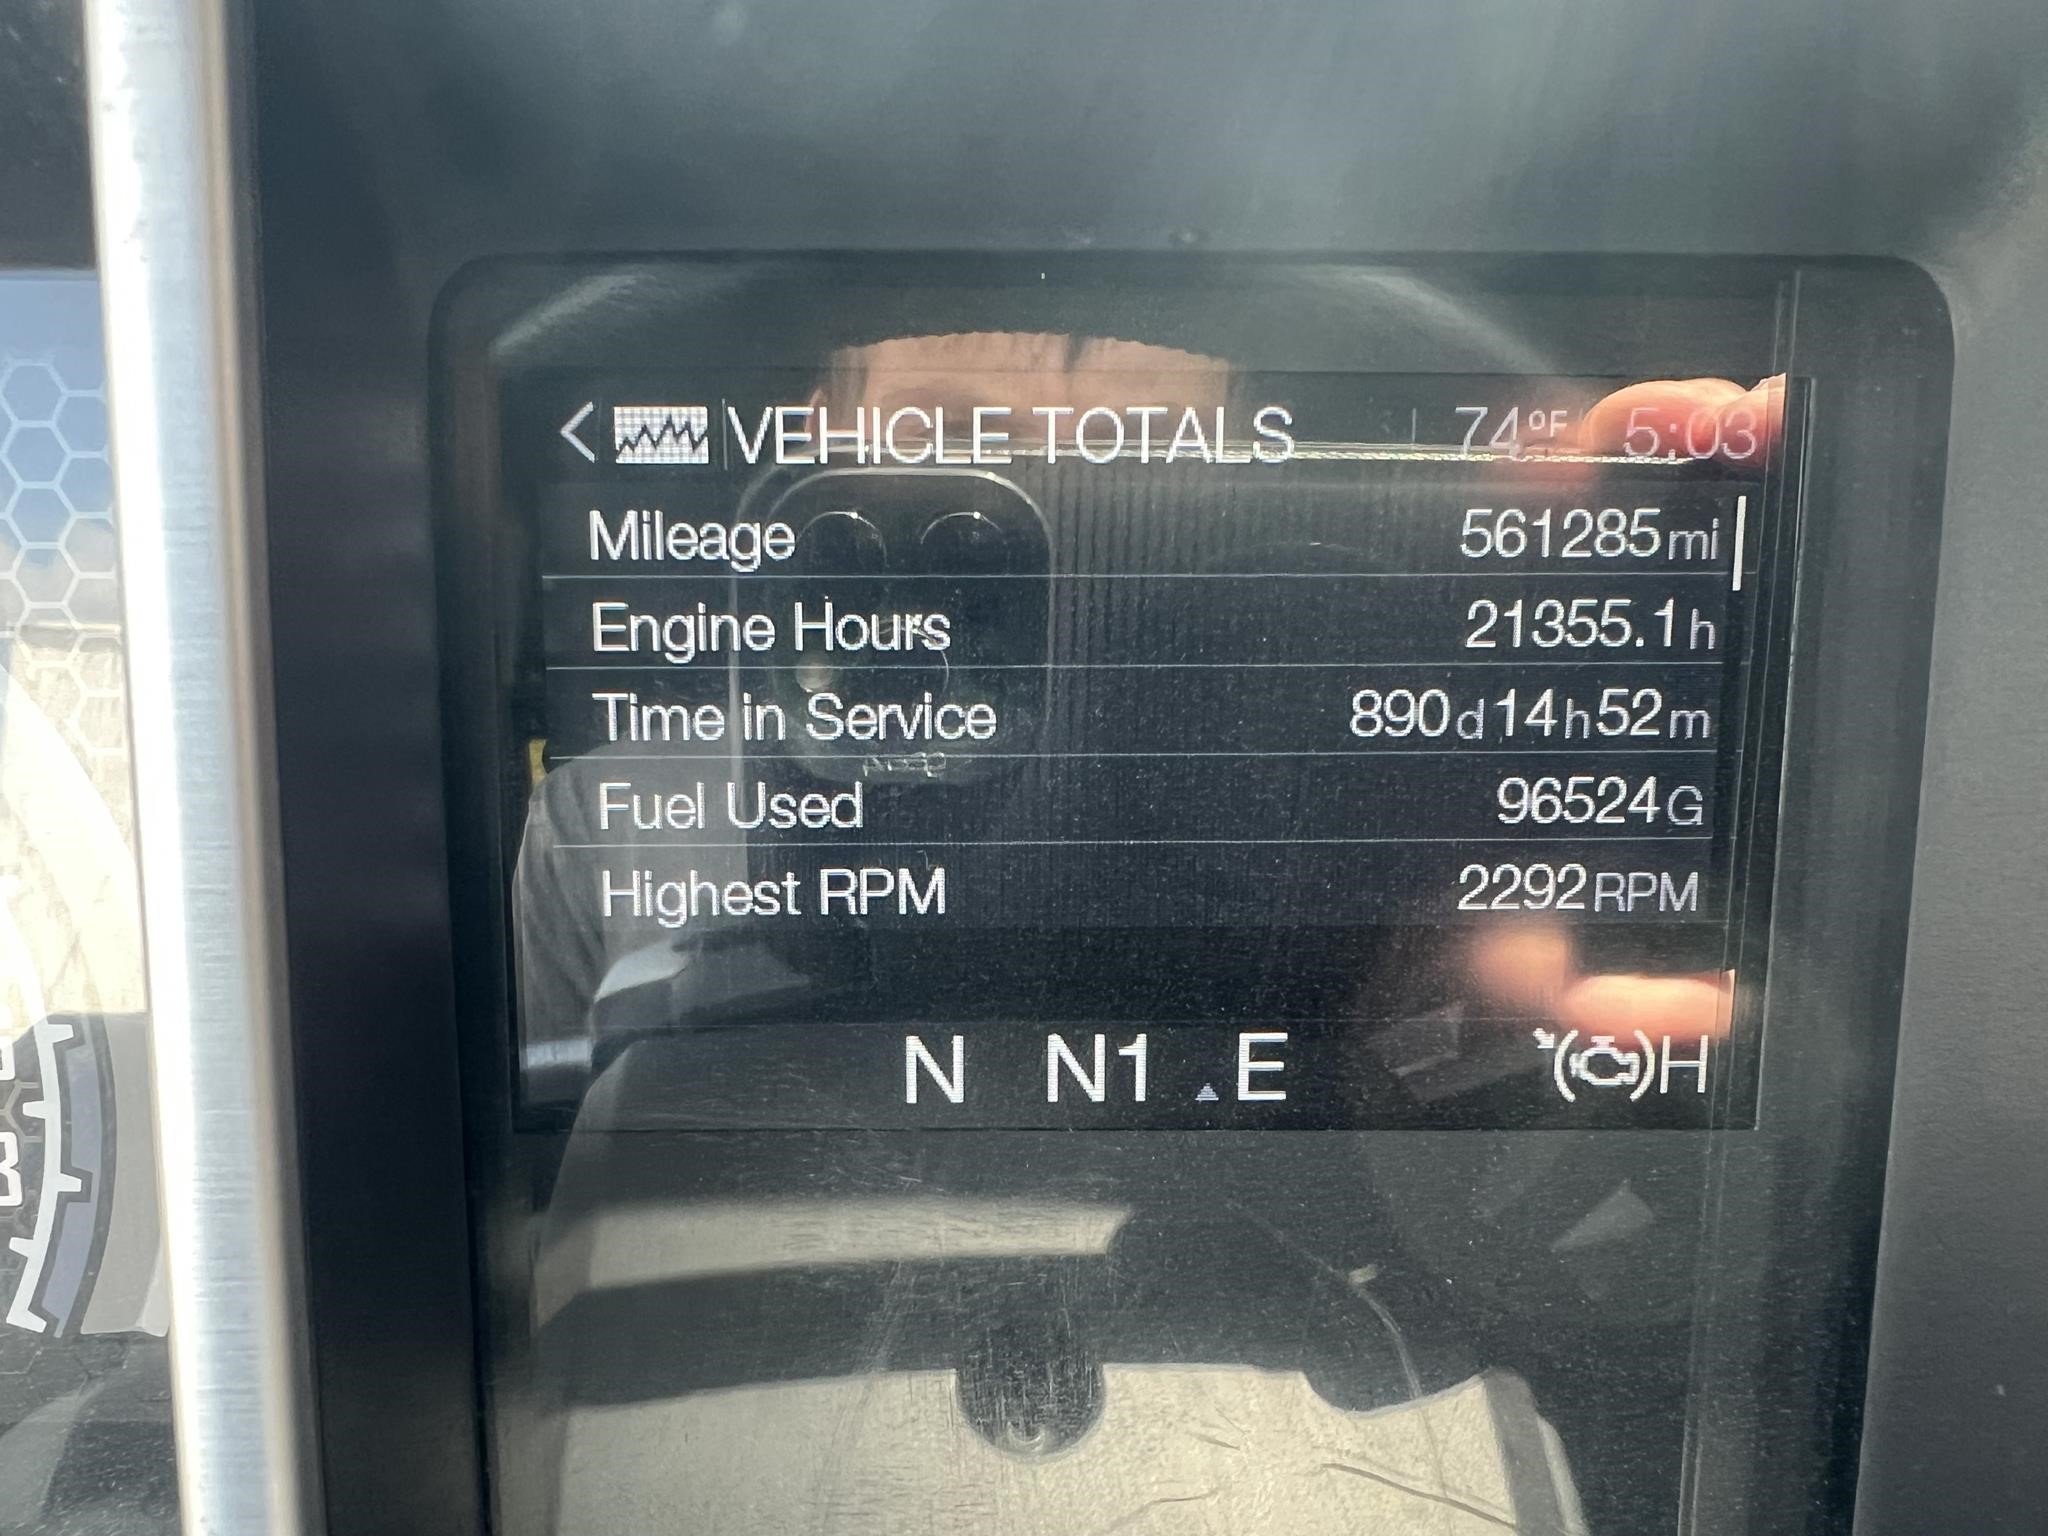 < VEHICLE TOTALS 74°F 5:03
Mileage 561285 mi
Engine Hours 21355.1 h
Time in Service 890 d 14 h 52 m
Fuel Used 96524 G
Highest RPM 2292 RPM
N N1 E H